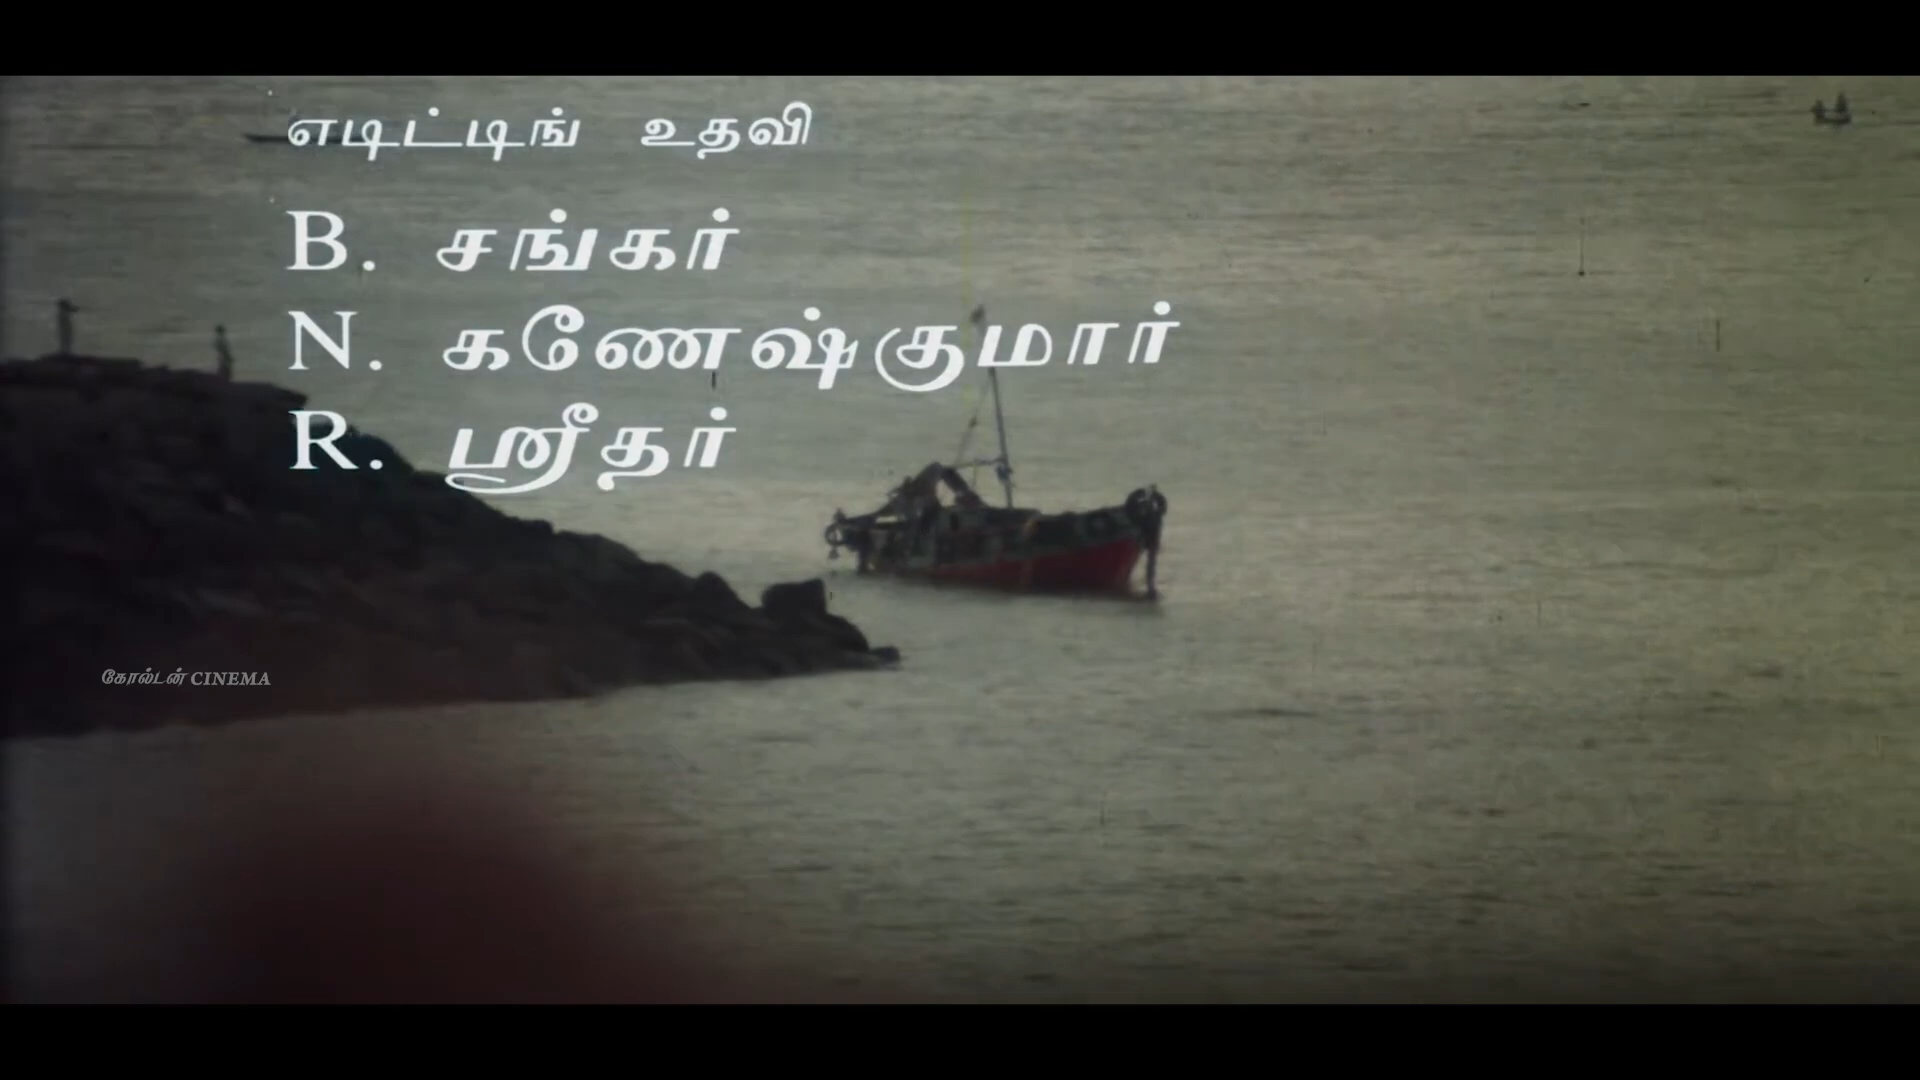 எடிட்டிங் உதவி
B. சங்கர்
N. கணேஷ்குமார்
R. ஸ்ரீதர்
கோல்டன் CINEMA